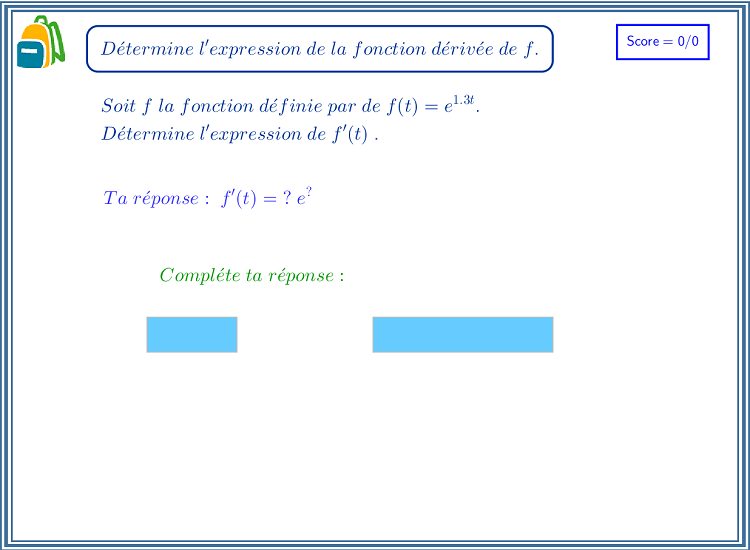 Détermine l'expression de la fonction dérivée de f.
Score = 0/0
Soit f la fonction définie par de f(t) = e^{1.3t}.
Détermine l'expression de f'(t) .
Ta réponse : f'(t) = ? e^?
Compléte ta réponse :